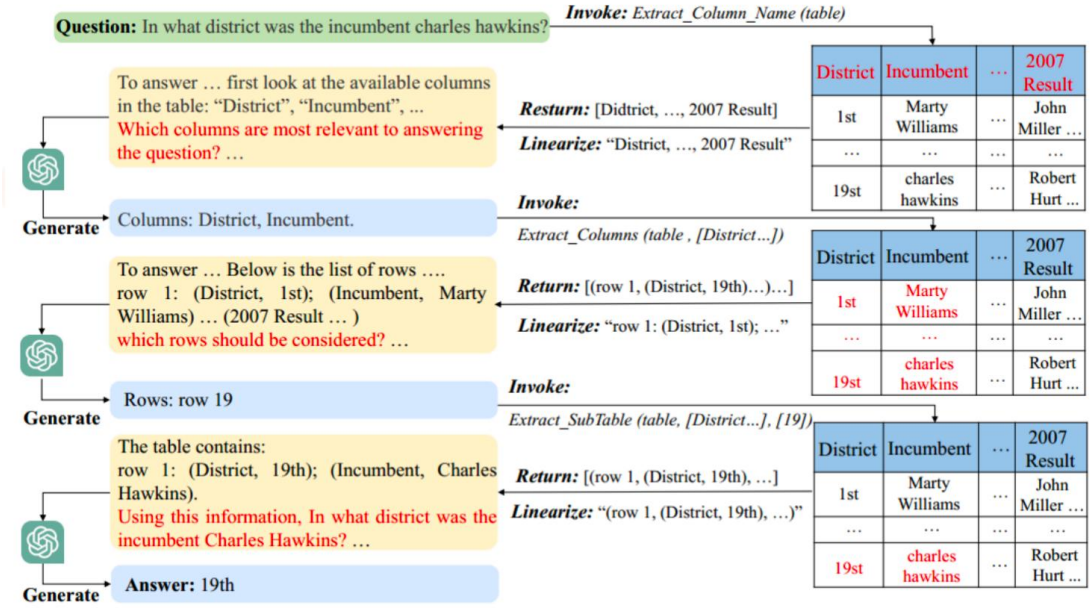 Question: In what district was the incumbent charles hawkins?
Invoke: Extract_Column_Name (table)
District Incumbent ... 2007 Result
1st Marty Williams ... John Miller ...
... ... ...
19st charles hawkins ... Robert Hurt ...
To answer ... first look at the available columns
in the table: “District”, “Incumbent”, ...
Which columns are most relevant to answering
the question? ...
Resturn: [Didtrict, ..., 2007 Result]
Linearize: “District, ..., 2007 Result”
Generate
Columns: District, Incumbent.
Invoke:
Extract_Columns (table , [District...])
District Incumbent ... 2007 Result
1st Marty Williams ... John Miller ...
... ... ...
19st charles hawkins ... Robert Hurt ...
To answer ... Below is the list of rows ....
row 1: (District, 1st); (Incumbent, Marty
Williams) ... (2007 Result ... )
which rows should be considered? ...
Return: [(row 1, (District, 19th)...)...]
Linearize: “row 1: (District, 1st); ...”
Generate
Rows: row 19
Invoke:
Extract_SubTable (table, [District...], [19])
District Incumbent ... 2007 Result
1st Marty Williams ... John Miller ...
... ... ... ...
19st charles hawkins ... Robert Hurt ...
The table contains:
row 1: (District, 19th); (Incumbent, Charles
Hawkins).
Using this information, In what district was the
incumbent Charles Hawkins? ...
Return: [(row 1, (District, 19th), ...]
Linearize: “(row 1, (District, 19th), ...)”
Generate
Answer: 19th